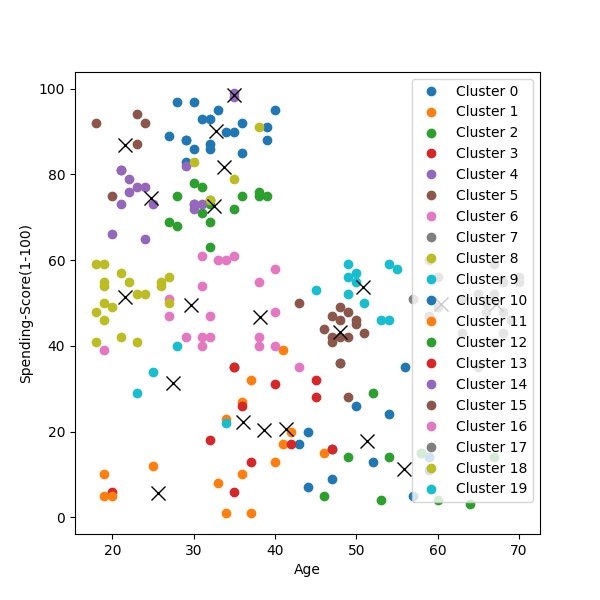 100
80
60
40
20
0
Spending-Score(1-100)
20
30
40
50
60
70
Age
Cluster 0
Cluster 1
Cluster 2
Cluster 3
Cluster 4
Cluster 5
Cluster 6
Cluster 7
Cluster 8
Cluster 9
Cluster 10
Cluster 11
Cluster 12
Cluster 13
Cluster 14
Cluster 15
Cluster 16
Cluster 17
Cluster 18
Cluster 19